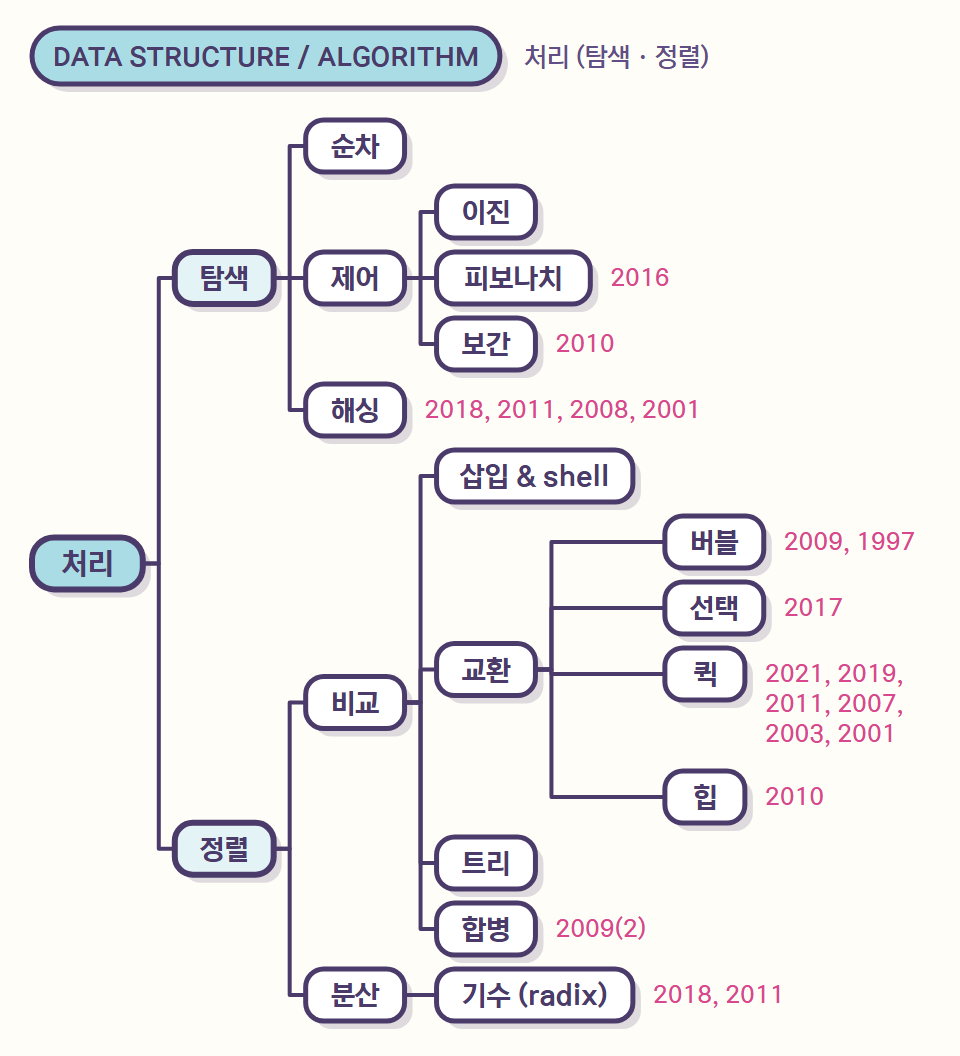 DATA STRUCTURE / ALGORITHM 처리 (탐색 · 정렬)
순차
이진
탐색
제어
피보나치 2016
보간 2010
해싱 2018, 2011, 2008, 2001
삽입 & shell
버블 2009, 1997
처리
선택 2017
교환
퀵 2021, 2019,
2011, 2007,
2003, 2001
비교
힙 2010
정렬
트리
합병 2009(2)
분산
기수 (radix) 2018, 2011